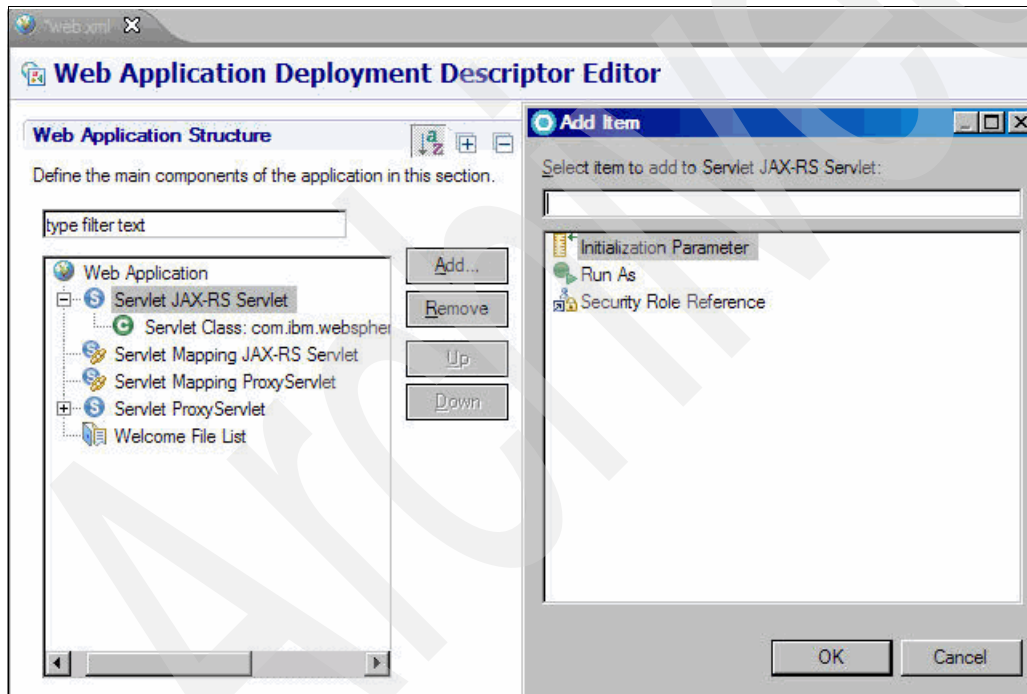 *web.xml
Web Application Deployment Descriptor Editor
Web Application Structure
Define the main components of the application in this section.
type filter text
Web Application
Servlet JAX-RS Servlet
Servlet Class: com.ibm.webspher
Servlet Mapping JAX-RS Servlet
Servlet Mapping ProxyServlet
Servlet ProxyServlet
Welcome File List
Add...
Remove
Up
Down
Add Item
Select item to add to Servlet JAX-RS Servlet:
Initialization Parameter
Run As
Security Role Reference
OK
Cancel